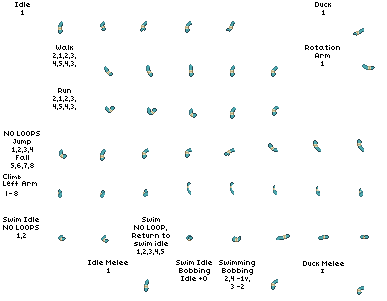 Idle
1
Duck
1
Walk
2,1,2,3,
4,5,4,3,
Rotation
Arm
1
Run
2,1,2,3,
4,5,4,3,
NO LOOPS
Jump
1,2,3,4
Fall
5,6,7,8
Climb
Left Arm
1 - 8
Swim Idle
NO LOOPS
1,2
Swim
NO LOOP,
Return to
swim idle
1,2,3,4,5
Swim Idle
Bobbing
Idle +0
Swimming
Bobbing
2,4 -1v,
3 -2
Idle Melee
1
Duck Melee
1